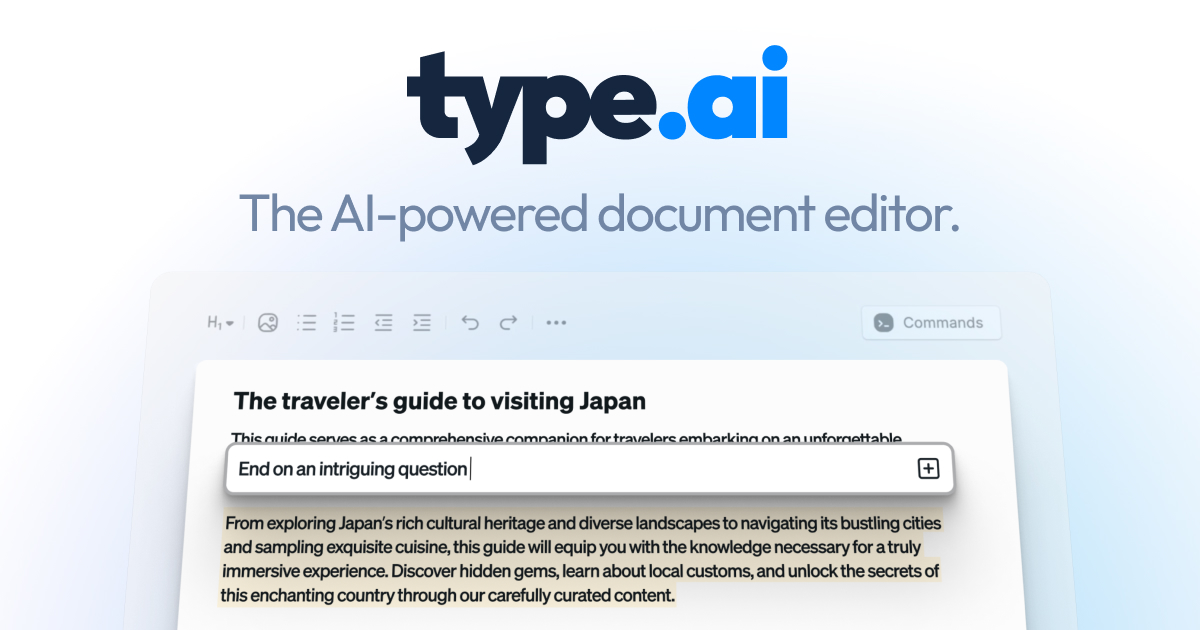 type.ai
The AI-powered document editor.
H1
Commands
The traveler's guide to visiting Japan
This guide serves as a comprehensive companion for travelers embarking on an unforgettable
End on an intriguing question
From exploring Japan's rich cultural heritage and diverse landscapes to navigating its bustling cities
and sampling exquisite cuisine, this guide will equip you with the knowledge necessary for a truly
immersive experience. Discover hidden gems, learn about local customs, and unlock the secrets of
this enchanting country through our carefully curated content.